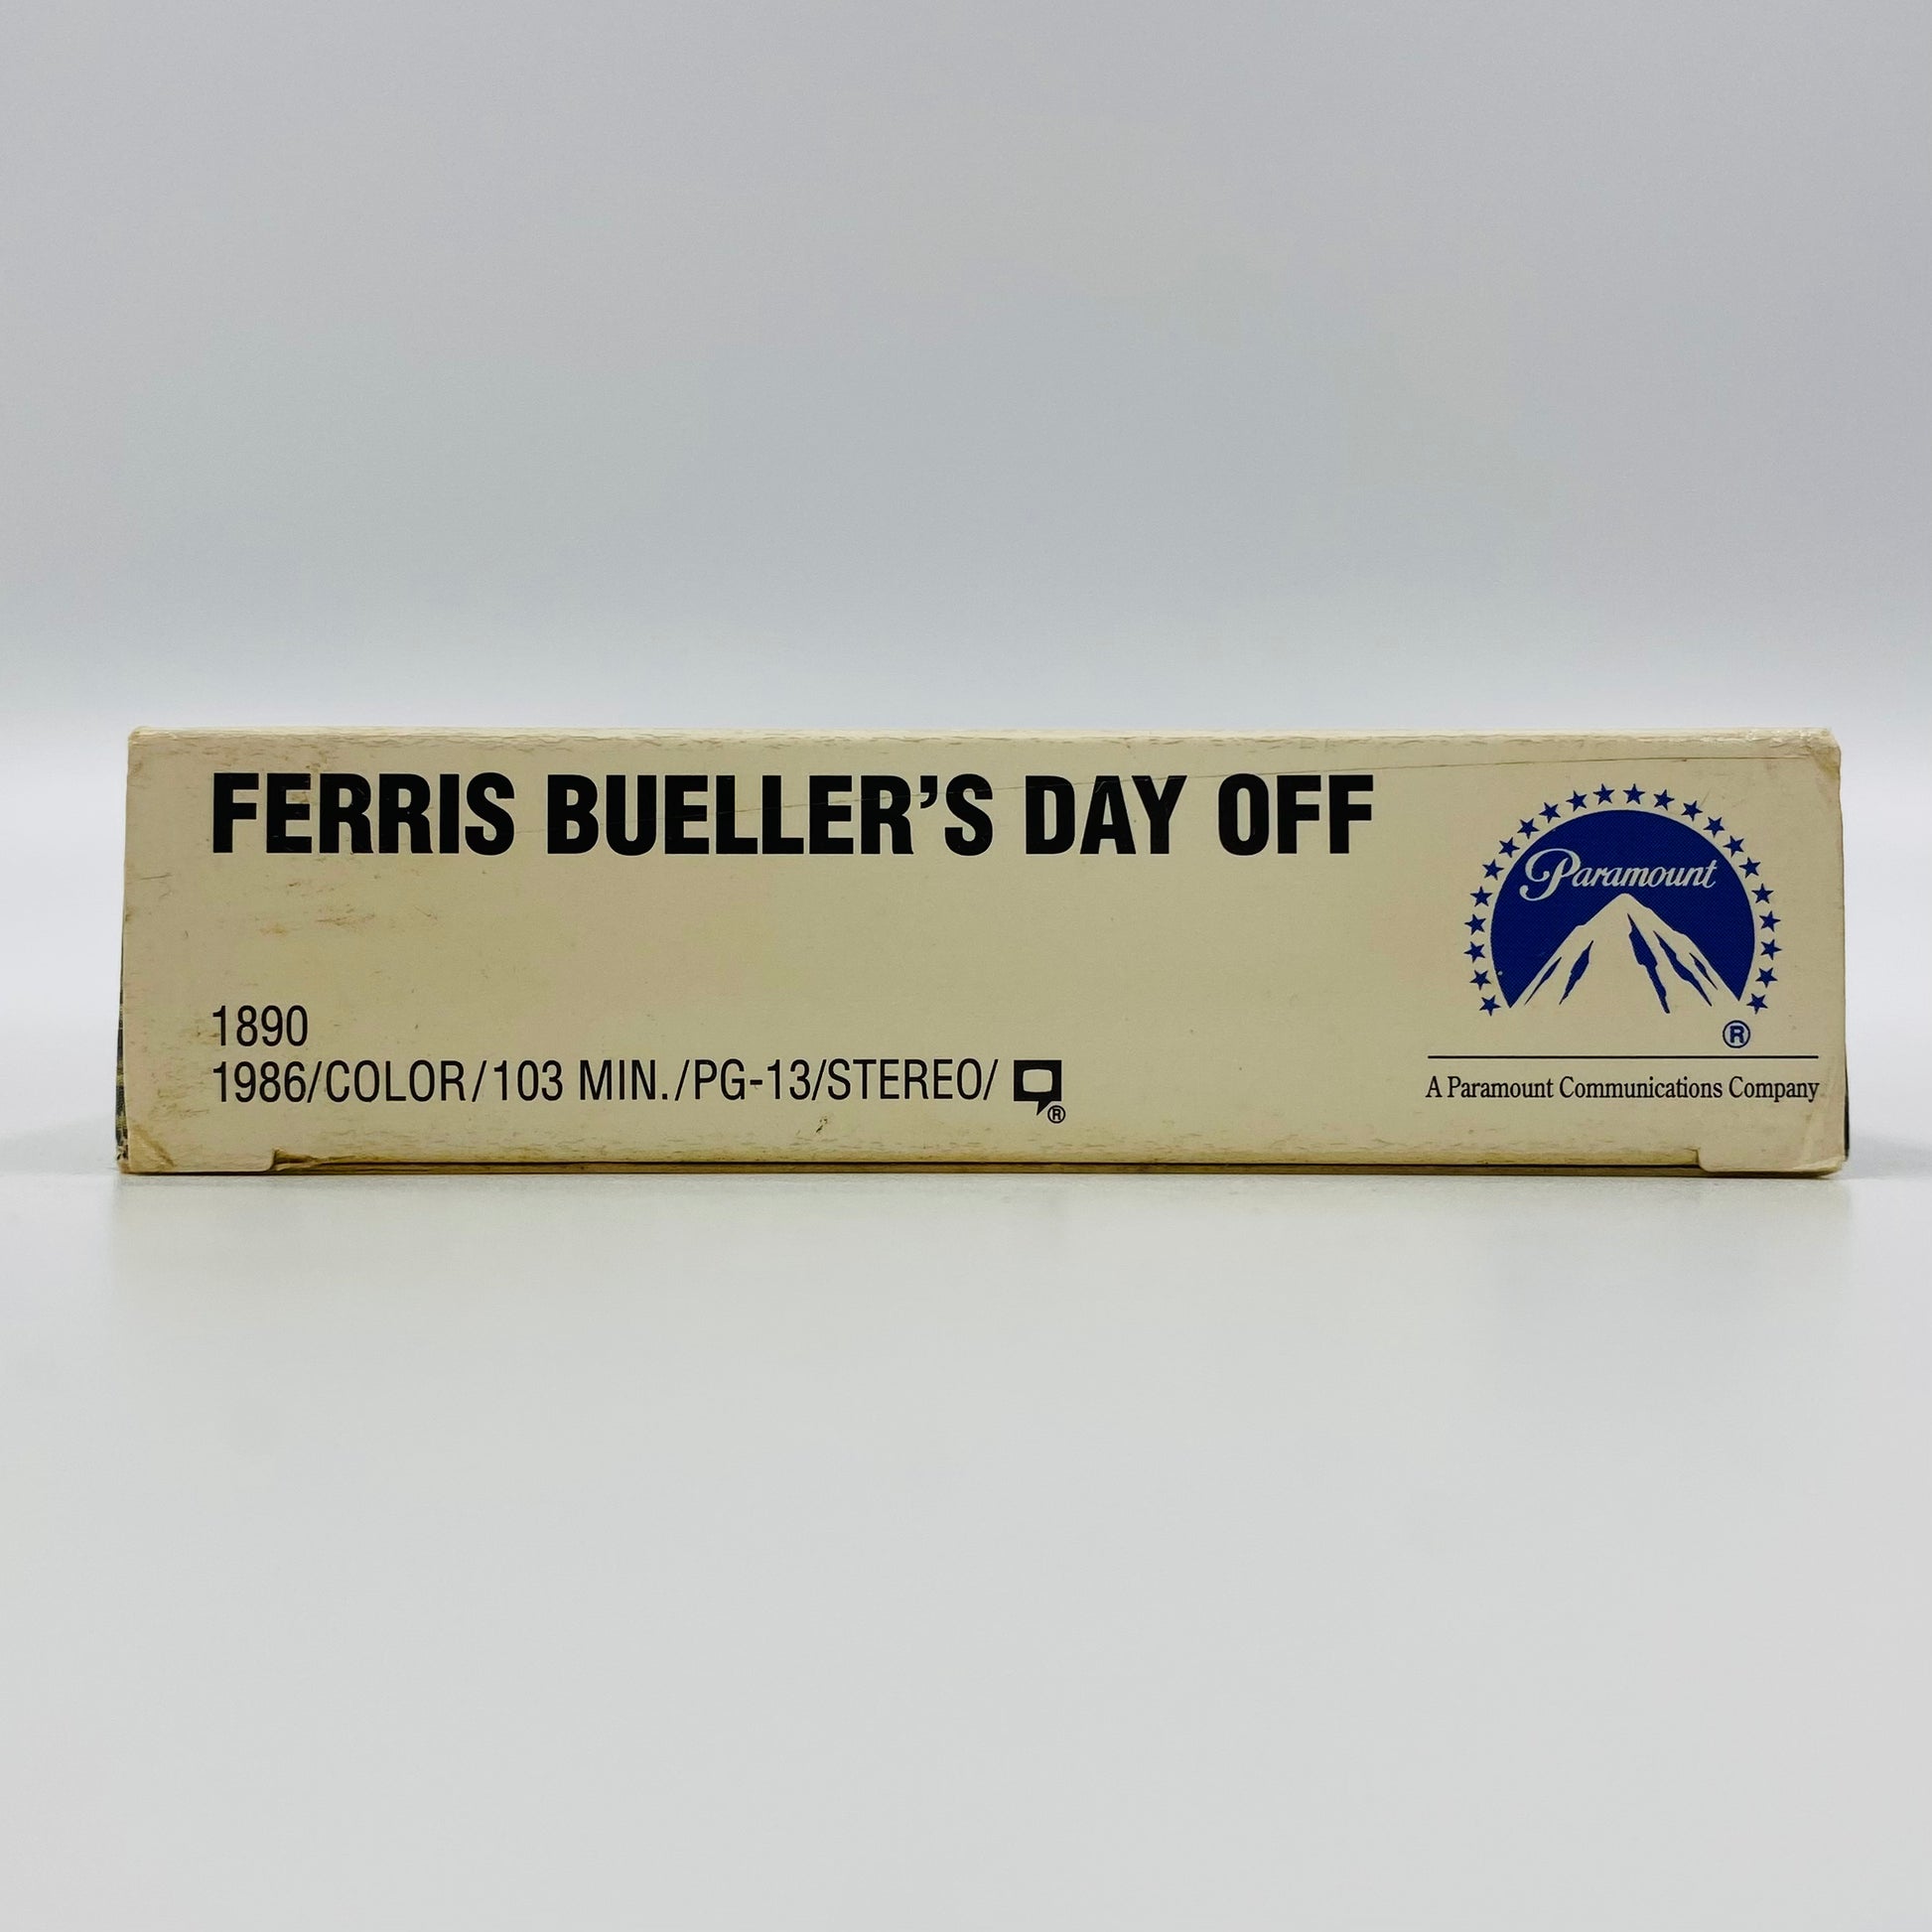 FERRIS BUELLER'S DAY OFF
Paramount
®
1890
1986/COLOR/103 MIN./PG-13/STEREO/
®
A Paramount Communications Company